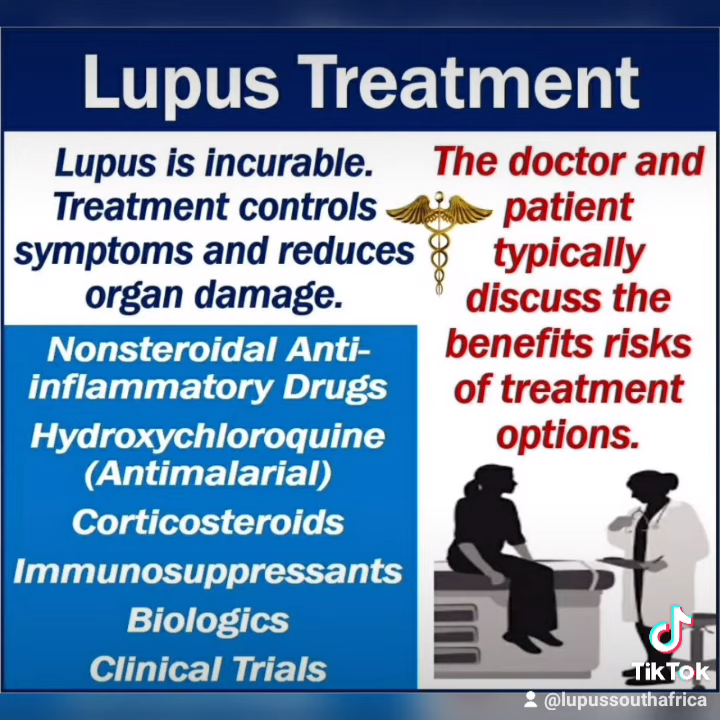 Lupus Treatment
Lupus is incurable.
Treatment controls
symptoms and reduces
organ damage.
The doctor and
patient
typically
discuss the
benefits risks
of treatment
options.
Nonsteroidal Anti-
inflammatory Drugs
Hydroxychloroquine
(Antimalarial)
Corticosteroids
Immunosuppressants
Biologics
Clinical Trials
TikTok
@lupussouthafrica